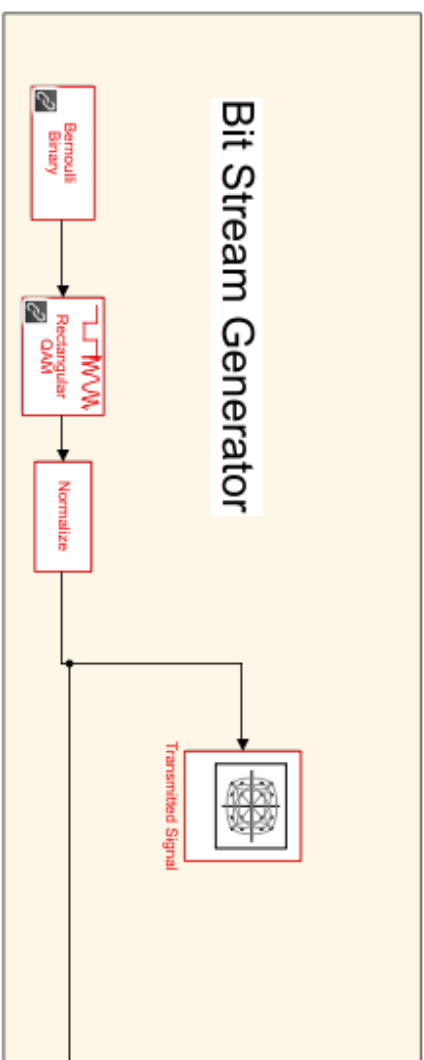 Bit Stream Generator
Bernoulli
Binary
Rectangular
QAM
Normalize
Transmitted Signal